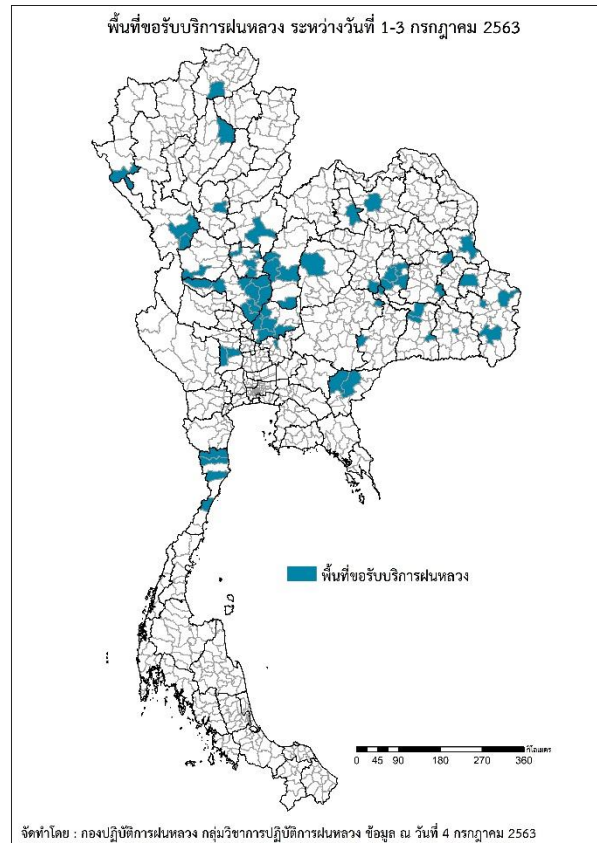 พื้นที่ขอรับบริการฝนหลวง ระหว่างวันที่ 1-3 กรกฎาคม 2563
พื้นที่ขอรับบริการฝนหลวง
กิโลเมตร
0 45 90 180 270 360
จัดทำโดย : กองปฏิบัติการฝนหลวง กลุ่มวิชาการปฏิบัติการฝนหลวง ข้อมูล ณ วันที่ 4 กรกฎาคม 2563